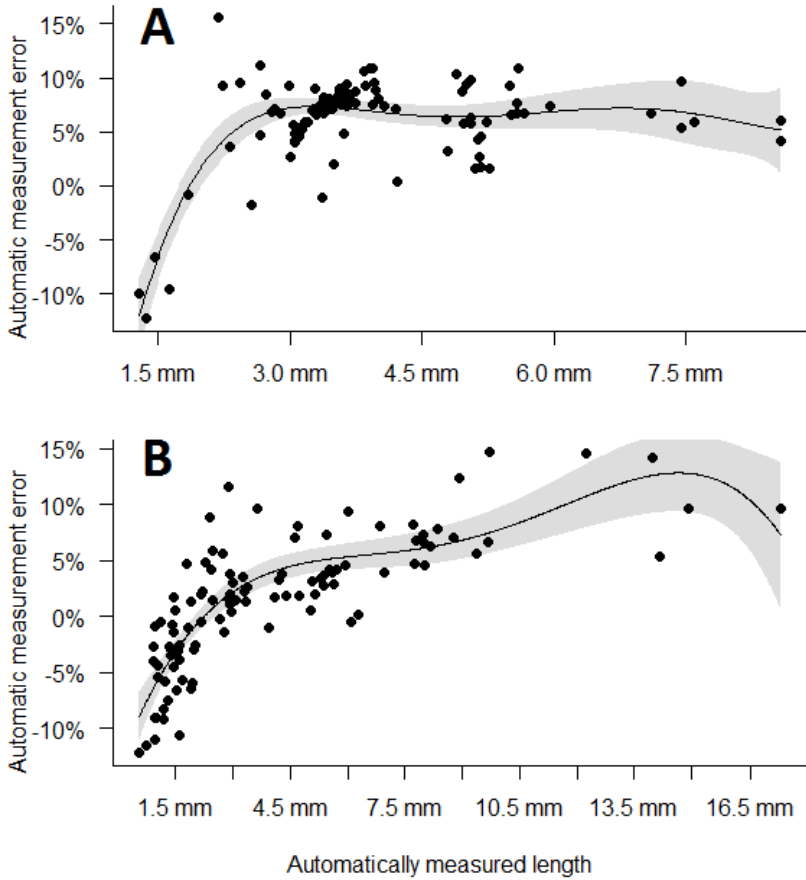 A
15%
10%
5%
0%
-5%
-10%
Automatic measurement error
1.5 mm 3.0 mm 4.5 mm 6.0 mm 7.5 mm
B
15%
10%
5%
0%
-5%
-10%
Automatic measurement error
1.5 mm 4.5 mm 7.5 mm 10.5 mm 13.5 mm 16.5 mm
Automatically measured length